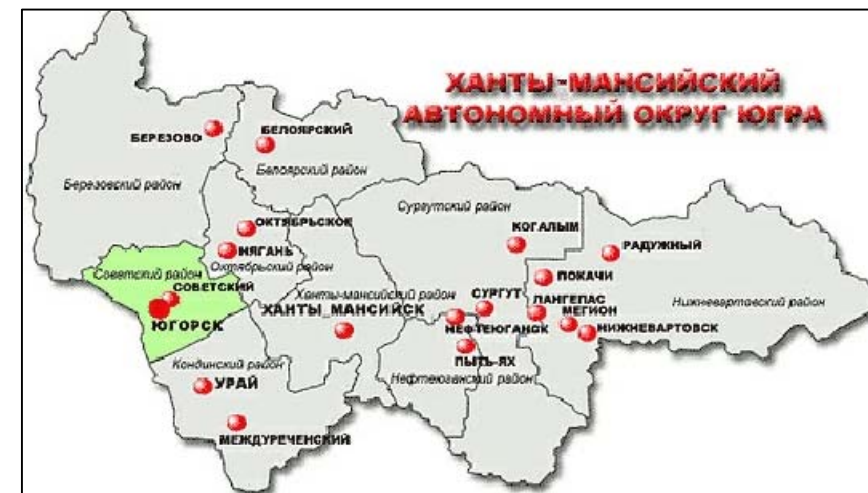 ХАНТЫ-МАНСИЙСКИЙ
АВТОНОМНЫЙ ОКРУГ ЮГРА
БЕРЕЗОВО
БЕЛОЯРСКИЙ
Белоярский район
Березовский район
Сургутский район
ОКТЯБРЬСКОЕ
КОГАЛЫМ
НЯГАНЬ
РАДУЖНЫЙ
Октябрьский район
Советский район
ПОКАЧИ
СОВЕТСКИЙ
Ханты-мансийский район
СУРГУТ
ЛАНГЕПАС
Нижневартавский район
ХАНТЫ_МАНСИЙСК
МЕГИОН
ЮГОРСК
НЕФТЕЮГАНСК
НИЖНЕВАРТОВСК
Кондинский район
ПЫТЬ-ЯХ
УРАЙ
Нефтеюганский район
МЕЖДУРЕЧЕНСКИЙ